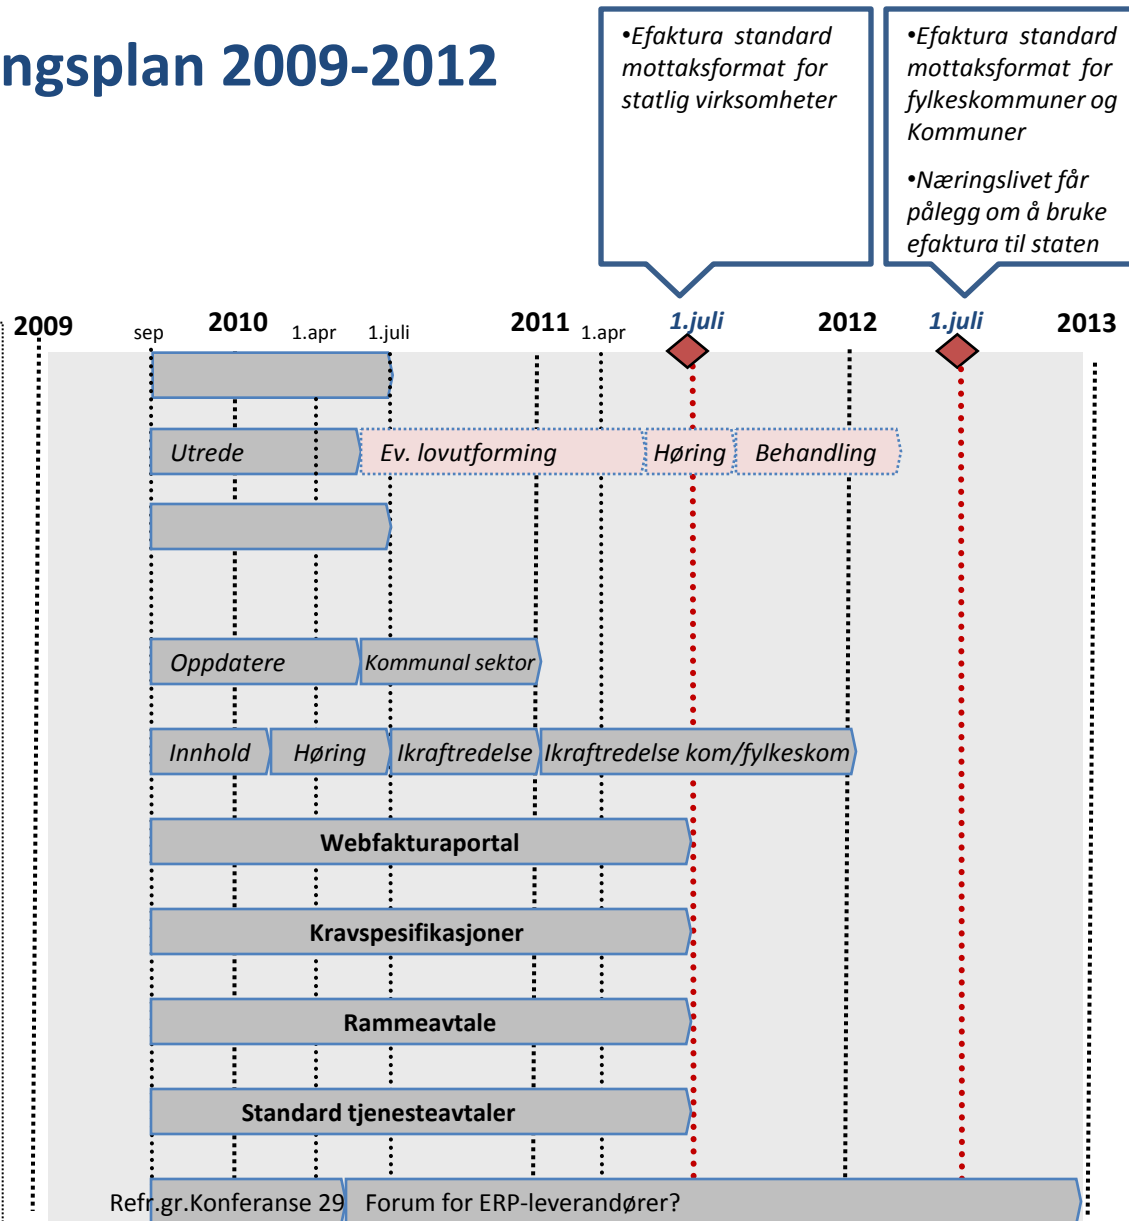 ngsplan 2009-2012
•Efaktura standard
mottaksformat for
statlig virksomheter
•Efaktura standard
mottaksformat for
fylkeskommuner og
Kommuner
•Næringslivet får
pålegg om å bruke
efaktura til staten
2009 sep 2010 1.apr 1.juli 2011 1.apr 1.juli 2012 1.juli 2013
Utrede Ev. lovutforming Høring Behandling
Oppdatere Kommunal sektor
Innhold Høring Ikraftredelse Ikraftredelse kom/fylkeskom
Webfakturaportal
Kravspesifikasjoner
Rammeavtale
Standard tjenesteavtaler
Refr.gr.Konferanse 29 Forum for ERP-leverandører?